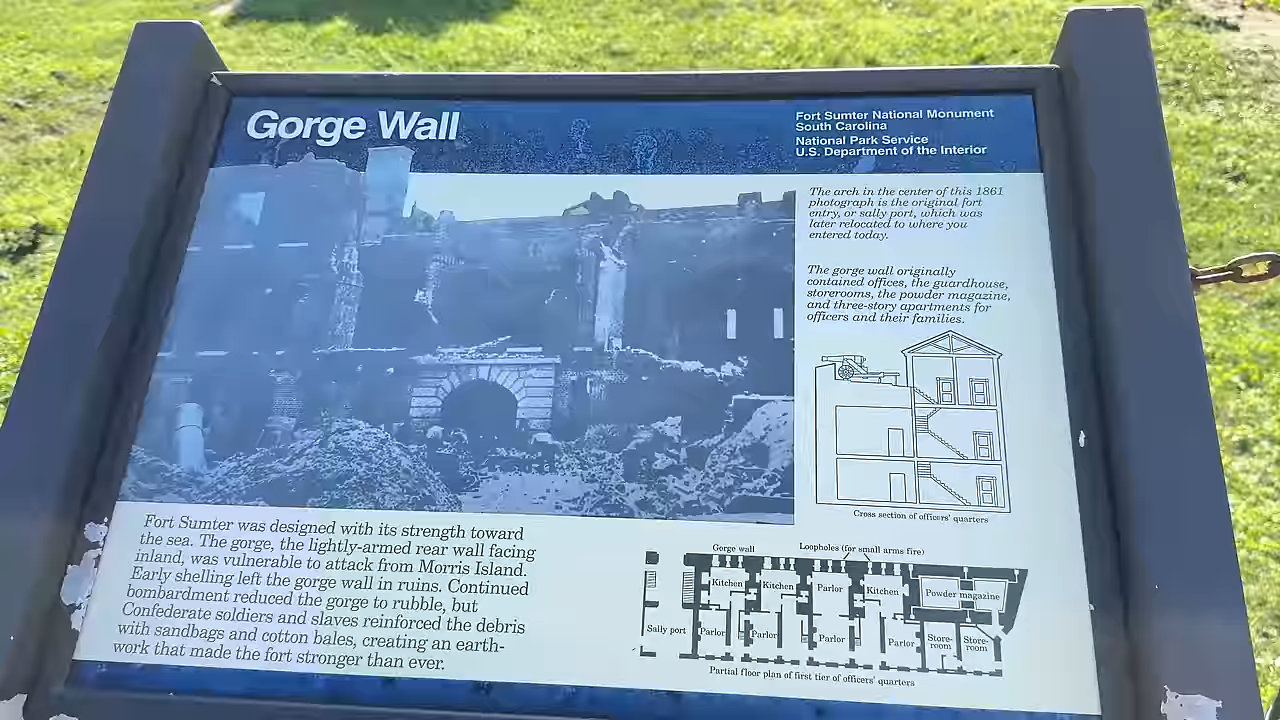 Gorge Wall
Fort Sumter National Monument
South Carolina
National Park Service
U.S. Department of the Interior
The arch in the center of this 1861
photograph is the original fort
entry, or sally port, which was
later relocated to where you
entered today.
The gorge wall originally
contained offices, the guardhouse,
storerooms, the powder magazine,
and three-story apartments for
officers and their families.
Cross section of officers' quarters
Fort Sumter was designed with its strength toward
the sea. The gorge, the lightly-armed rear wall facing
inland, was vulnerable to attack from Morris Island.
Early shelling left the gorge wall in ruins. Continued
bombardment reduced the gorge to rubble, but
Confederate soldiers and slaves reinforced the debris
with sandbags and cotton bales, creating an earth-
work that made the fort stronger than ever.
Gorge wall
Loopholes (for small arms fire)
Kitchen
Kitchen
Parlor
Kitchen
Powder magazine
Sally port
Parlor
Parlor
Parlor
Parlor
Store-
room
Store-
room
Partial floor plan of first tier of officers' quarters